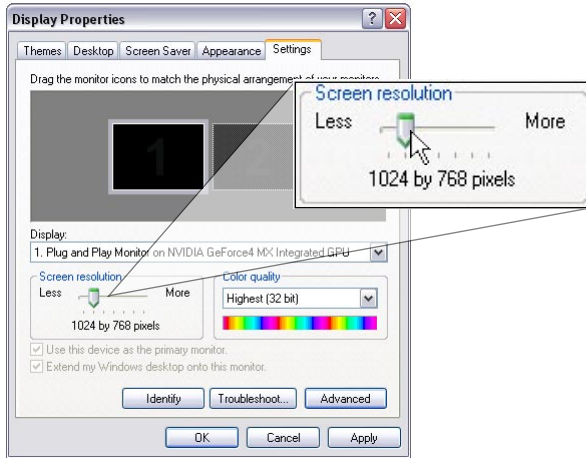 Display Properties
Themes Desktop Screen Saver Appearance Settings
Drag the monitor icons to match the physical arrangement of your monitors.
1
2
Screen resolution
Less More
1024 by 768 pixels
Display:
1. Plug and Play Monitor on NVIDIA GeForce4 MX Integrated GPU
Screen resolution
Less More
1024 by 768 pixels
Color quality
Highest (32 bit)
Use this device as the primary monitor.
Extend my Windows desktop onto this monitor.
Identify Troubleshoot... Advanced
OK Cancel Apply